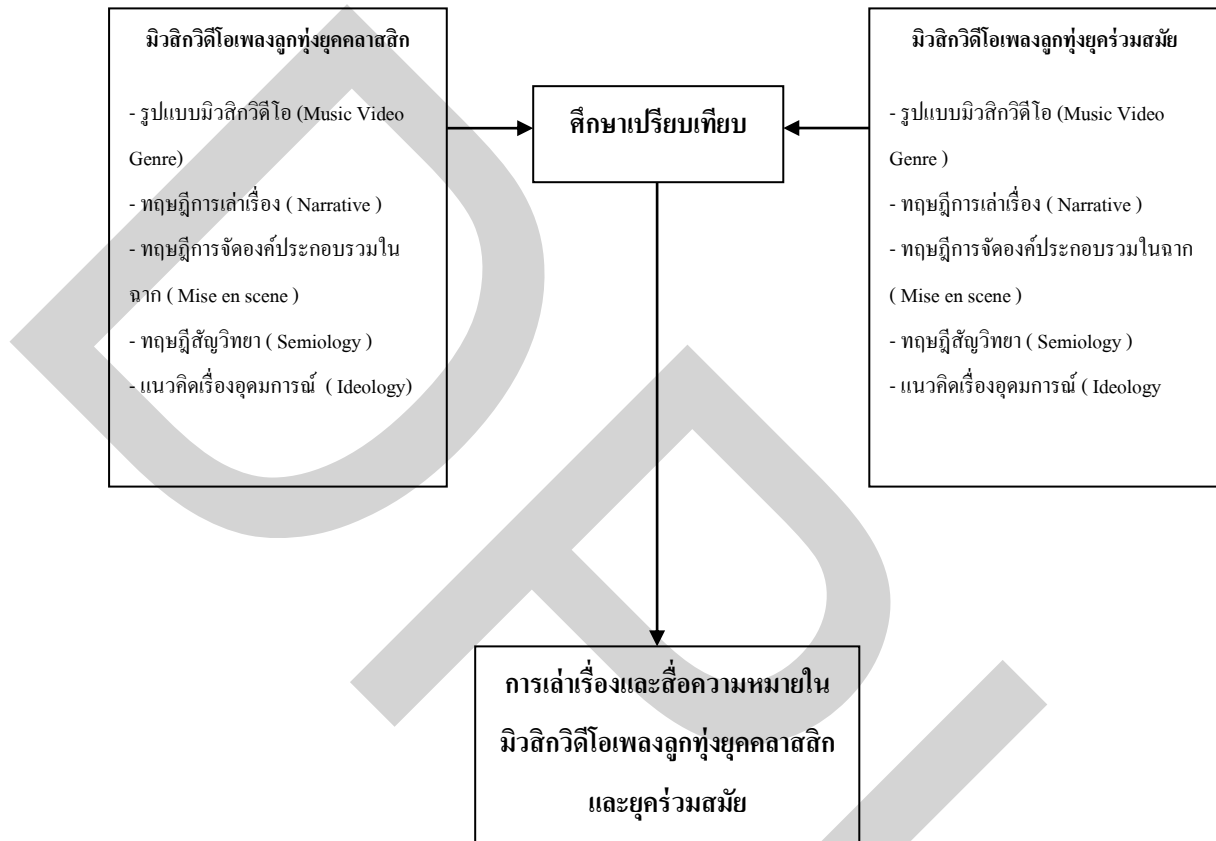 มิวสิกวิดีโอเพลงลูกทุ่งยุคคลาสสิก
- รูปแบบมิวสิกวิดีโอ (Music Video
Genre)
- ทฤษฎีการเล่าเรื่อง ( Narrative )
- ทฤษฎีการจัดองค์ประกอบรวมใน
ฉาก ( Mise en scene )
- ทฤษฎีสัญวิทยา ( Semiology )
- แนวคิดเรื่องอุดมการณ์ ( Ideology)
ศึกษาเปรียบเทียบ
มิวสิกวิดีโอเพลงลูกทุ่งยุคร่วมสมัย
- รูปแบบมิวสิกวิดีโอ (Music Video
Genre )
- ทฤษฎีการเล่าเรื่อง ( Narrative )
- ทฤษฎีการจัดองค์ประกอบรวมในฉาก
( Mise en scene )
- ทฤษฎีสัญวิทยา ( Semiology )
- แนวคิดเรื่องอุดมการณ์ ( Ideology
การเล่าเรื่องและสื่อความหมายใน
มิวสิกวิดีโอเพลงลูกทุ่งยุคคลาสสิก
และยุคร่วมสมัย